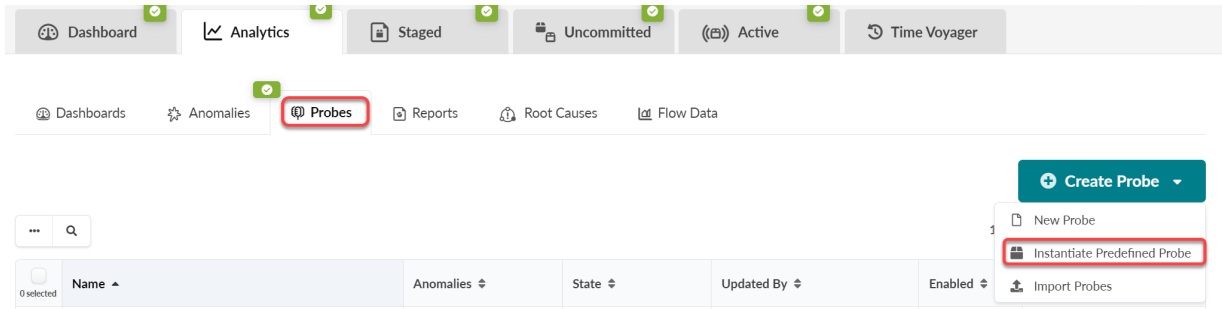 Dashboard
Analytics
Staged
Uncommitted
Active
Time Voyager
Dashboards
Anomalies
Probes
Reports
Root Causes
Flow Data
Create Probe
New Probe
Instantiate Predefined Probe
Import Probes
0 selected
Name
Anomalies
State
Updated By
Enabled